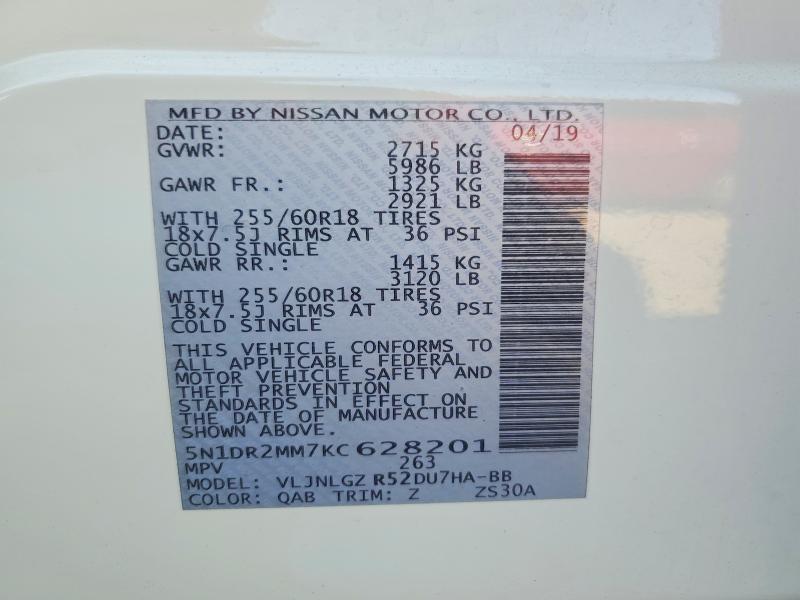 MFD BY NISSAN MOTOR CO., LTD.
DATE: 04/19
GVWR: 2715 KG
5986 LB
GAWR FR.: 1325 KG
2921 LB
WITH 255/60R18 TIRES
18x7.5J RIMS AT 36 PSI
COLD SINGLE
GAWR RR.: 1415 KG
3120 LB
WITH 255/60R18 TIRES
18x7.5J RIMS AT 36 PSI
COLD SINGLE
THIS VEHICLE CONFORMS TO
ALL APPLICABLE FEDERAL
MOTOR VEHICLE SAFETY AND
THEFT PREVENTION
STANDARDS IN EFFECT ON
THE DATE OF MANUFACTURE
SHOWN ABOVE.
5N1DR2MM7KC628201
MPV 263
MODEL: VLJNLGZ R52DU7HA-BB
COLOR: QAB TRIM: Z ZS30A